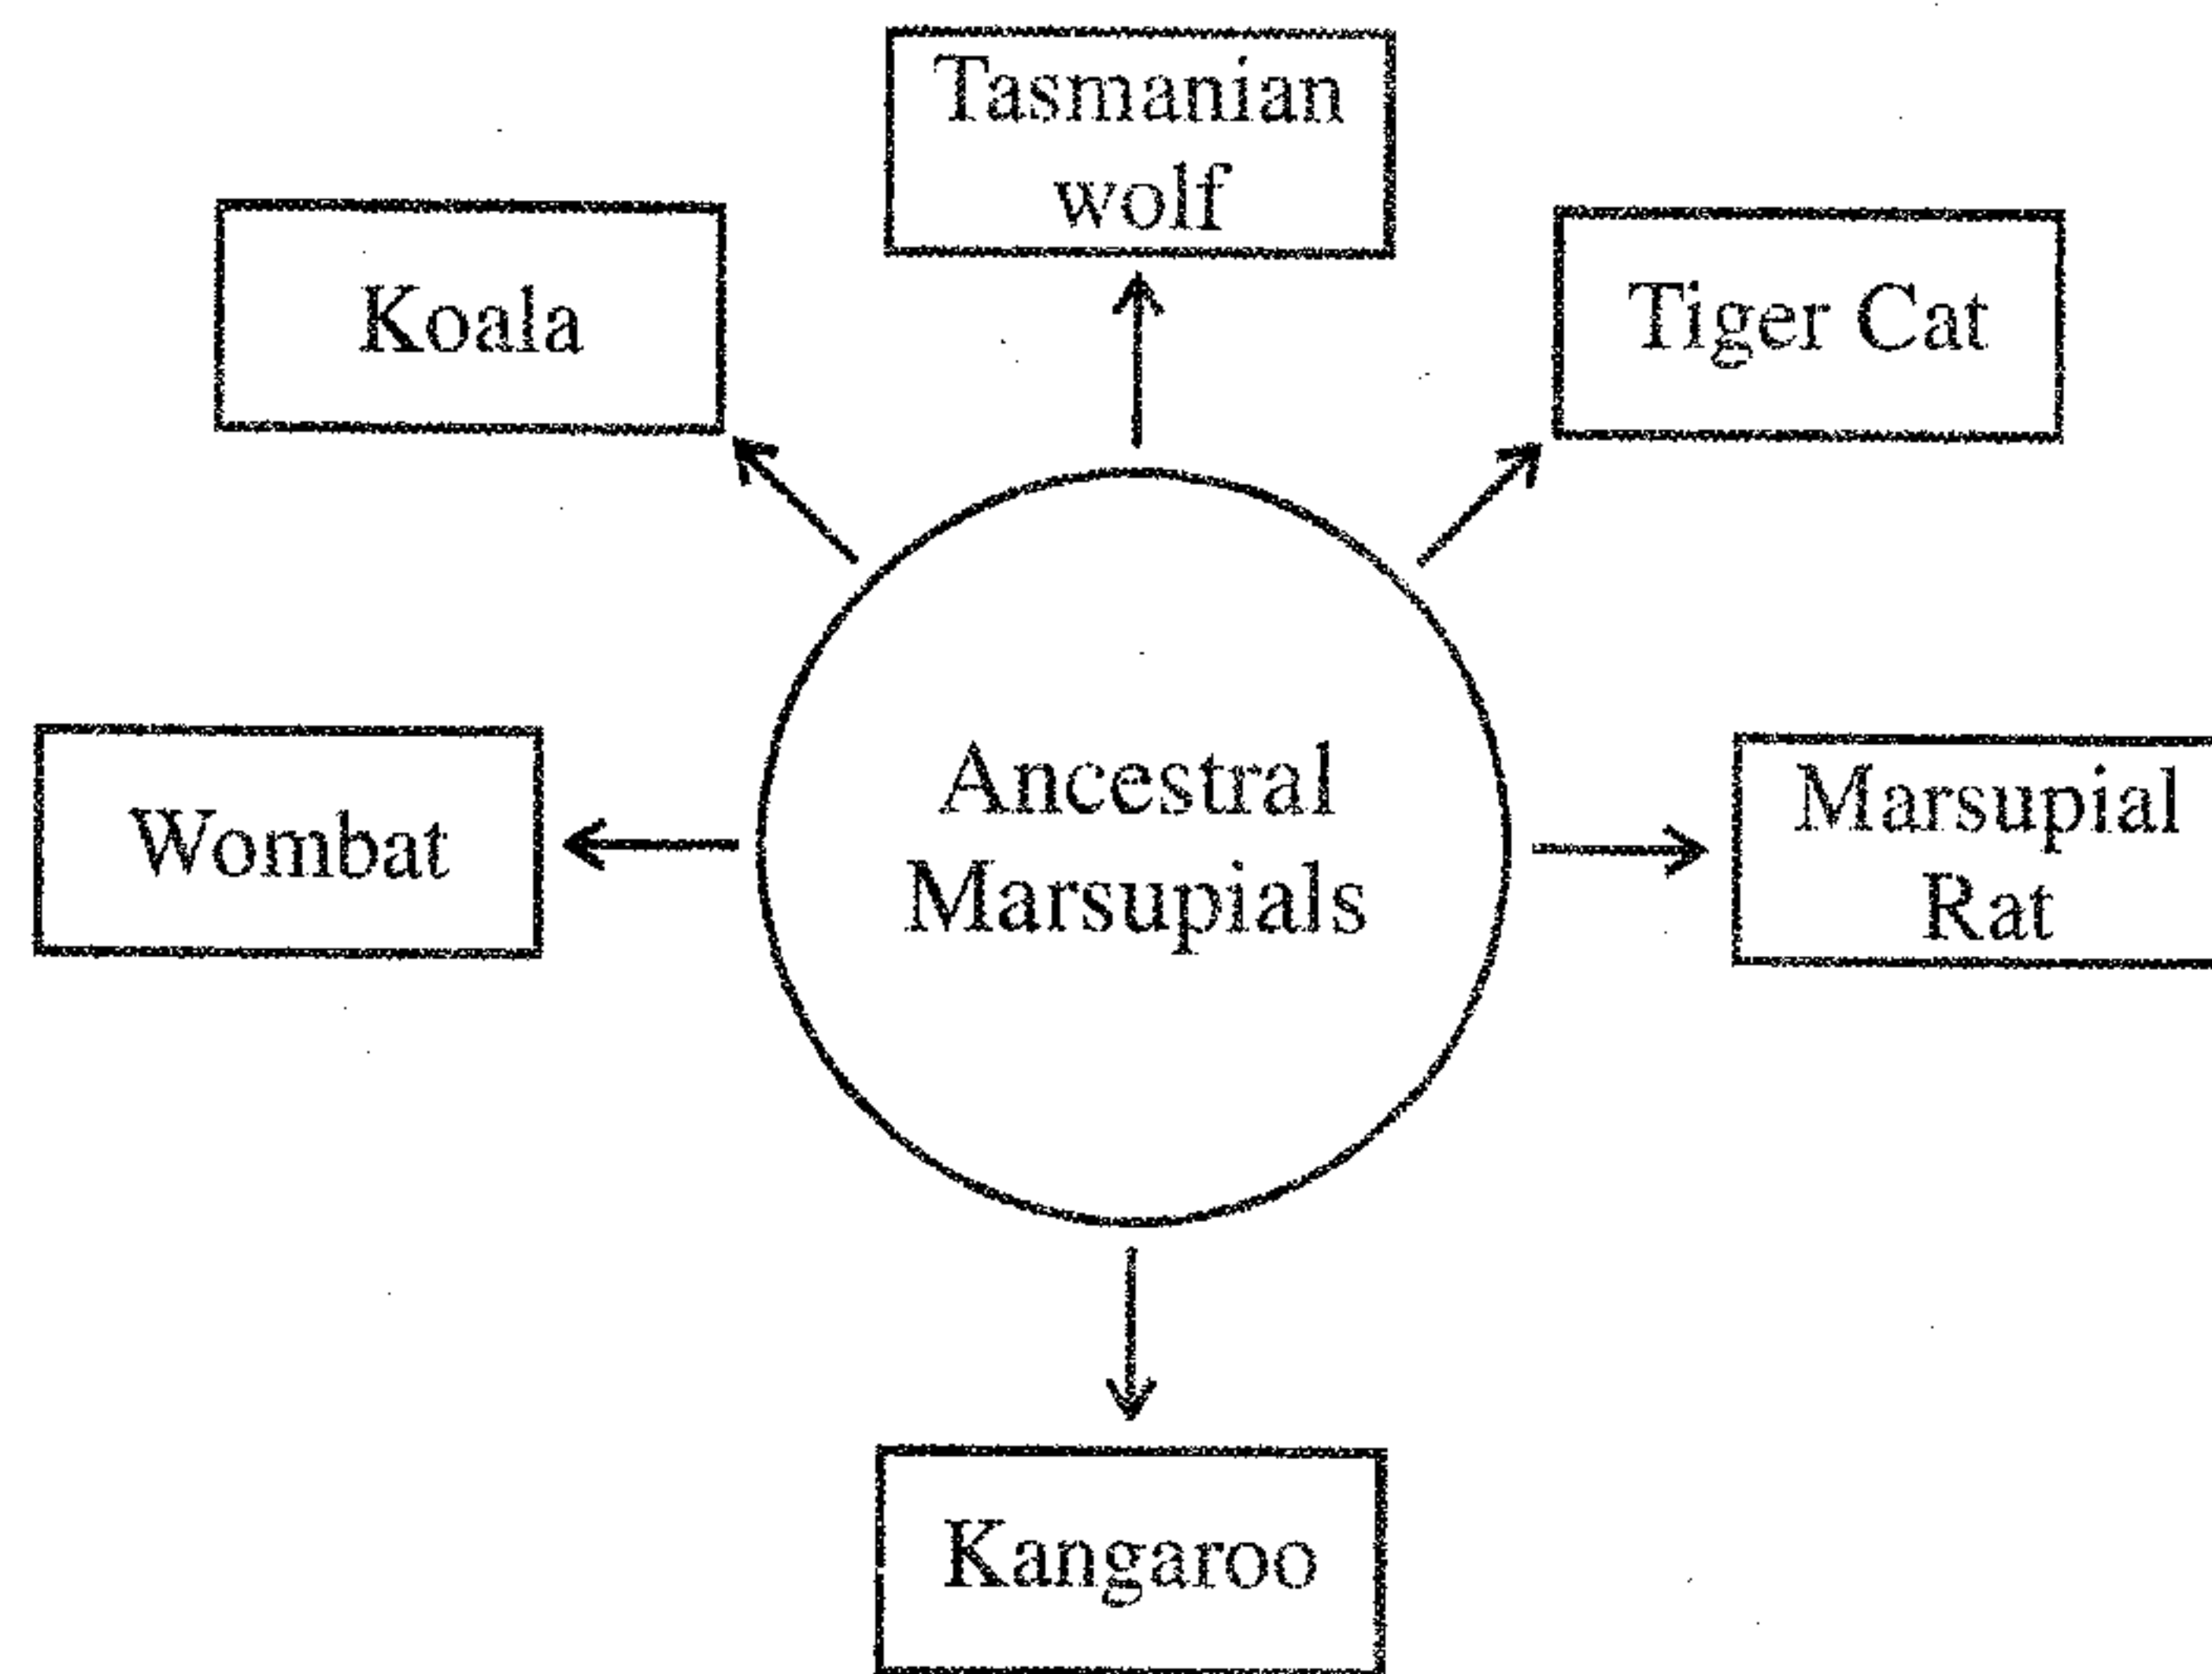 Tasmanian
wolf
Koala
Tiger Cat
Wombat
Ancestral
Marsupials
Marsupial
Rat
Kangaroo